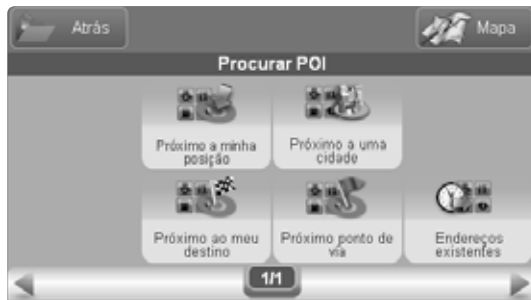 Atrás
Mapa
Procurar POI
Próximo a minha
posição
Próximo a uma
cidade
Próximo ao meu
destino
Próximo ponto de
via
Endereços
existentes
1/1